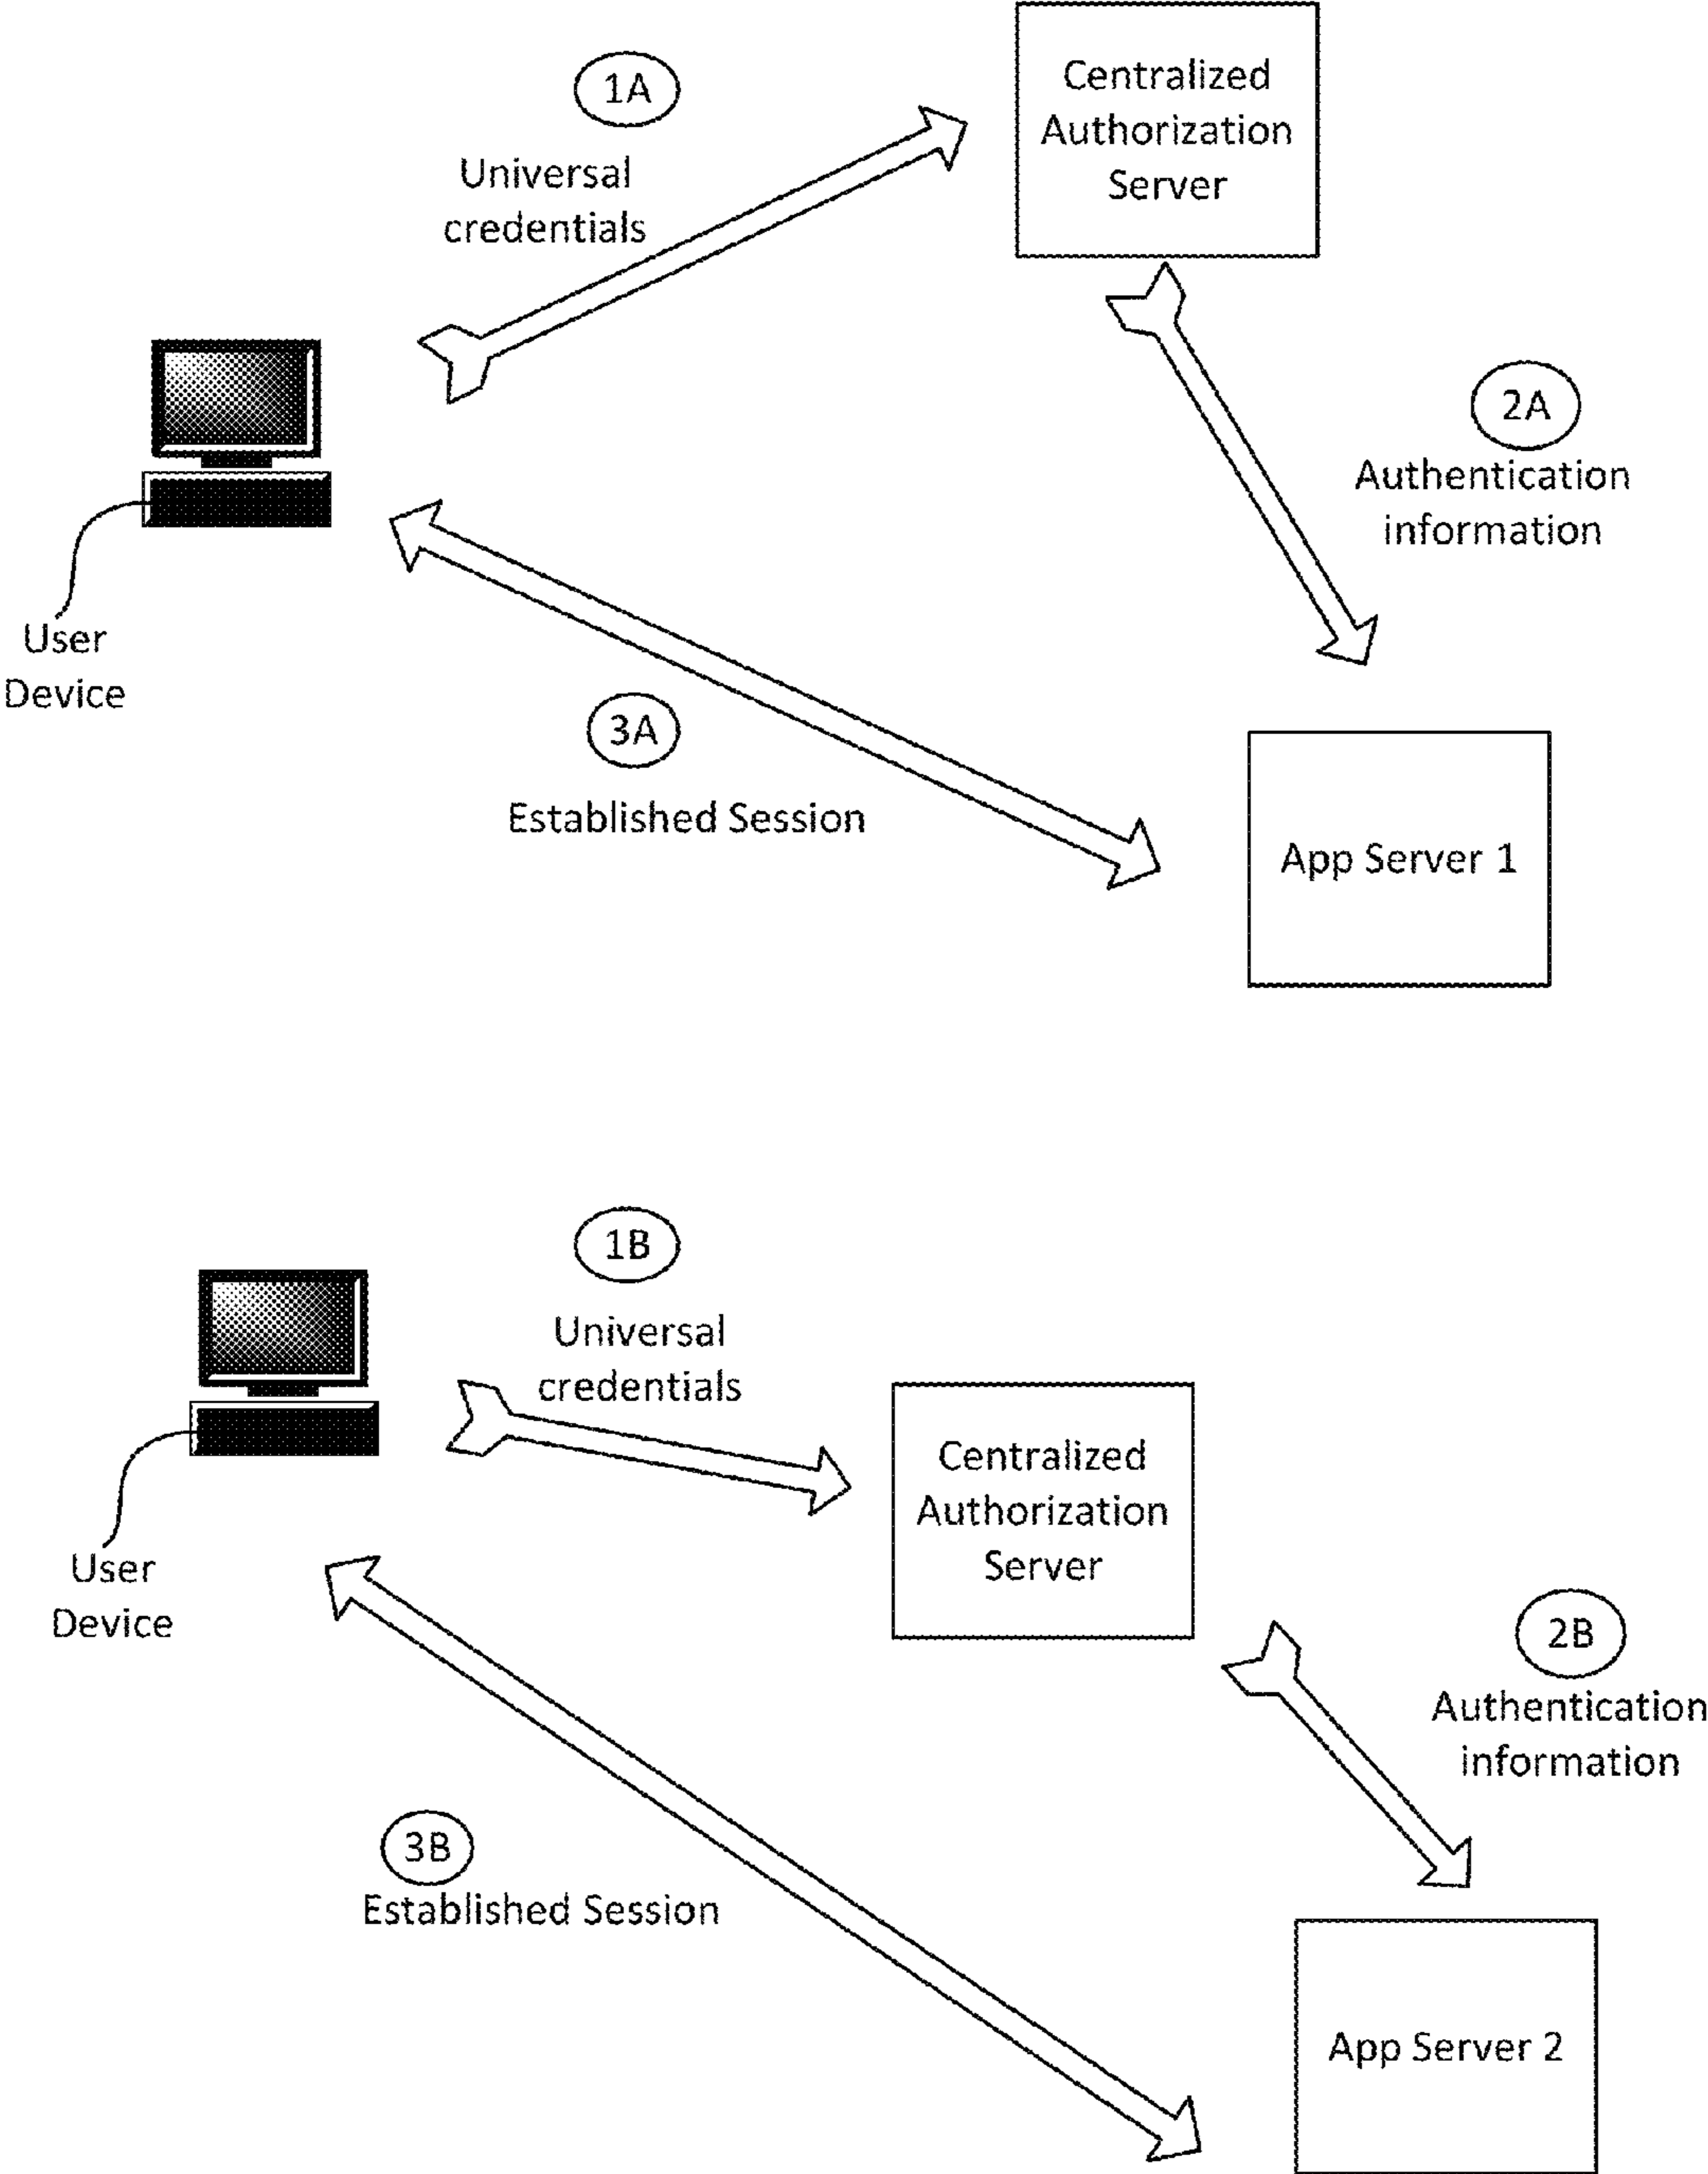 1A
Universal
credentials
Centralized
Authorization
Server
2A
Authentication
information
User
Device
3A
Established Session
App Server 1
1B
Universal
credentials
Centralized
Authorization
Server
User
Device
2B
Authentication
information
3B
Established Session
App Server 2